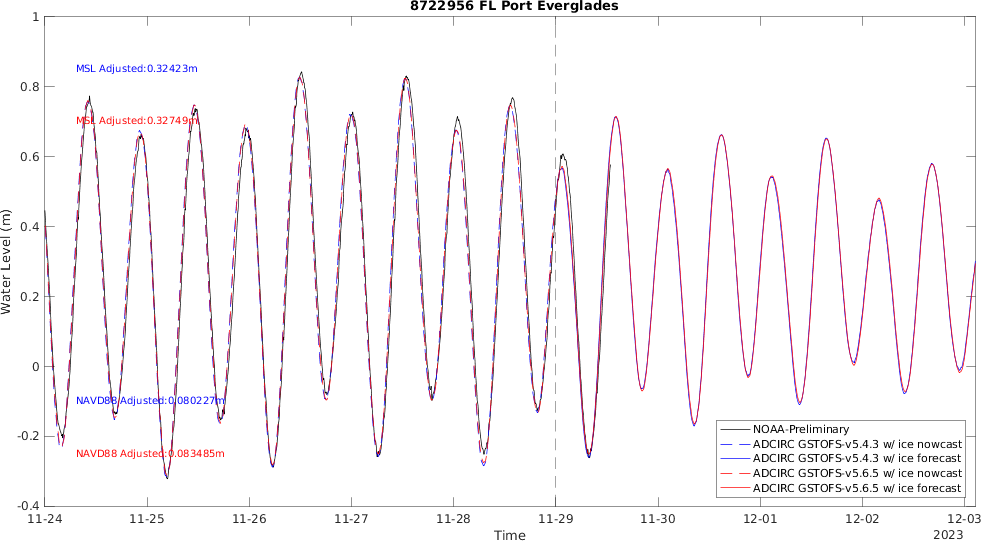 8722956 FL Port Everglades
1
0.8
0.6
0.4
0.2
0
-0.2
-0.4
Water Level (m)
MSL Adjusted:0.32423m
MSL Adjusted:0.32749m
NAVD88 Adjusted:0.080227m
NAVD88 Adjusted:0.083485m
NOAA-Preliminary
ADCIRC GSTOFS-v5.4.3 w/ ice nowcast
ADCIRC GSTOFS-v5.4.3 w/ ice forecast
ADCIRC GSTOFS-v5.6.5 w/ ice nowcast
ADCIRC GSTOFS-v5.6.5 w/ ice forecast
11-24 11-25 11-26 11-27 11-28 11-29 11-30 12-01 12-02 12-03
Time
2023